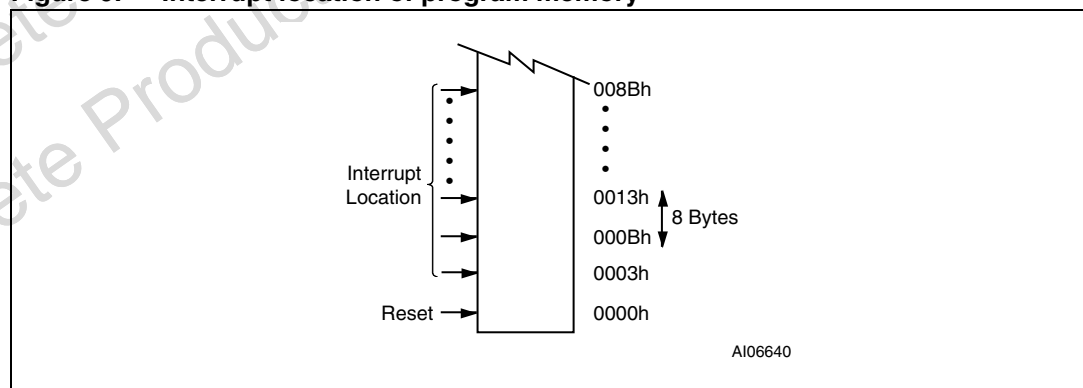 Interrupt location of program memory
008Bh
Interrupt
Location
0013h
8 Bytes
000Bh
0003h
Reset
0000h
AI06640